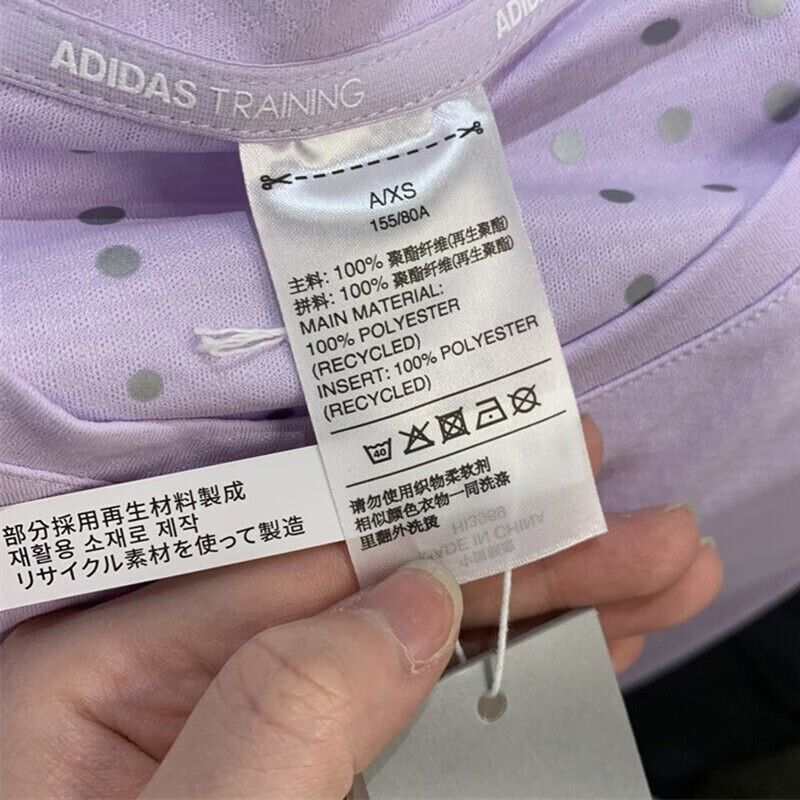 ADIDAS TRAINING
ADID
A/XS
155/80A
主料: 100% 聚酯纤维(再生聚酯)
拼料: 100% 聚酯纤维(再生聚酯)
MAIN MATERIAL:
100% POLYESTER
(RECYCLED)
INSERT: 100% POLYESTER
(RECYCLED)
40
请勿使用织物柔软剂
相似颜色衣物一同洗涤
里翻外洗烫
部分採用再生材料製成
재활용 소재로 제작
リサイクル素材を使って製造
MADE IN CHINA